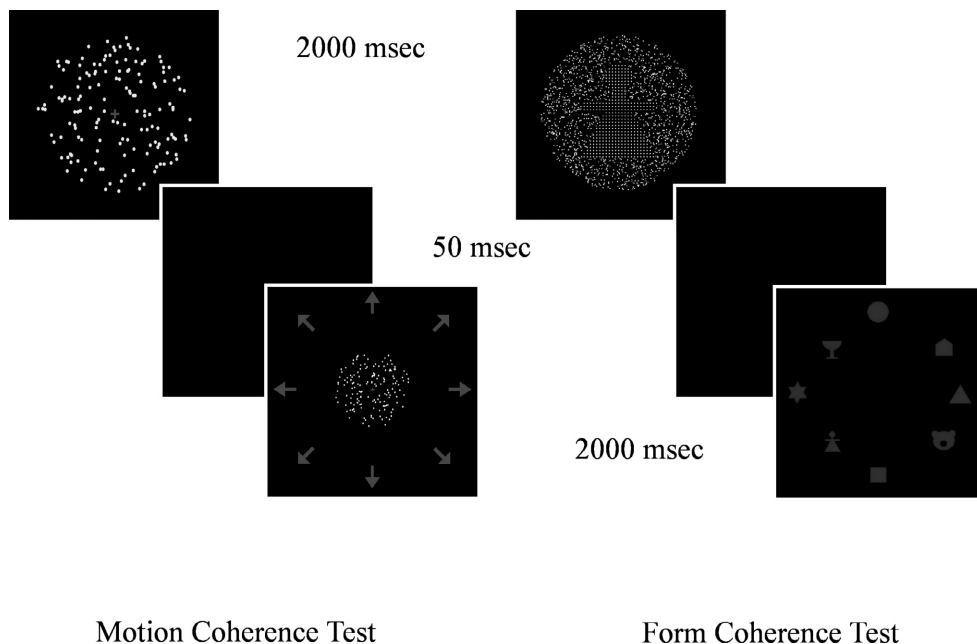 2000 msec
50 msec
2000 msec
Motion Coherence Test
Form Coherence Test